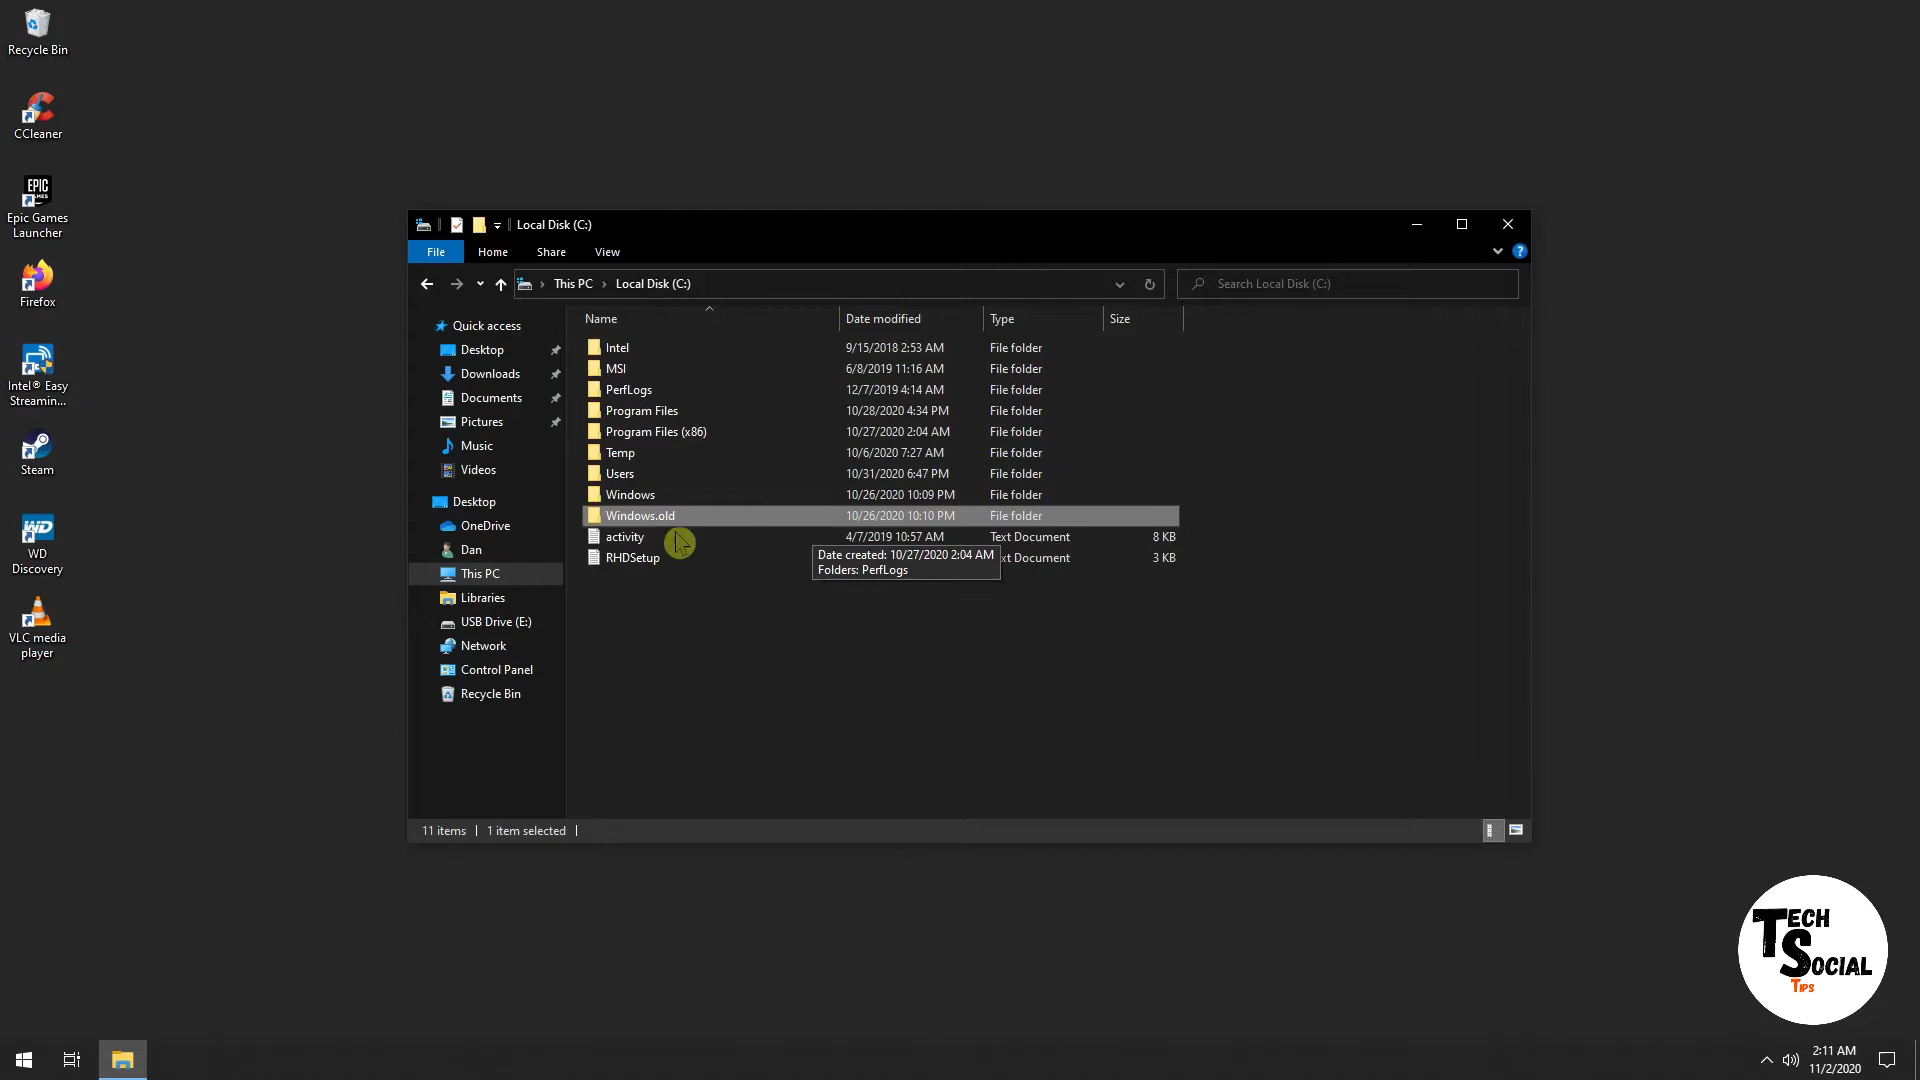 Recycle Bin
CCleaner
EPIC
GAMES
Epic Games
Launcher
Firefox
Intel® Easy
Streamin...
Steam
WD
WD
Discovery
VLC media
player
Local Disk (C:)
File Home Share View
This PC Local Disk (C:)
Search Local Disk (C:)
Quick access
Desktop
Downloads
Documents
Pictures
Music
Videos
Desktop
OneDrive
Dan
This PC
Libraries
USB Drive (E:)
Network
Control Panel
Recycle Bin
Name Date modified Type Size
Intel 9/15/2018 2:53 AM File folder
MSI 6/8/2019 11:16 AM File folder
PerfLogs 12/7/2019 4:14 AM File folder
Program Files 10/28/2020 4:34 PM File folder
Program Files (x86) 10/27/2020 2:04 AM File folder
Temp 10/6/2020 7:27 AM File folder
Users 10/31/2020 6:47 PM File folder
Windows 10/26/2020 10:09 PM File folder
Windows.old 10/26/2020 10:10 PM File folder
activity 4/7/2019 10:57 AM Text Document 8 KB
RHDSetup xt Document 3 KB
Date created: 10/27/2020 2:04 AM
Folders: PerfLogs
11 items 1 item selected
TECH
SOCIAL
TIPS
2:11 AM
11/2/2020